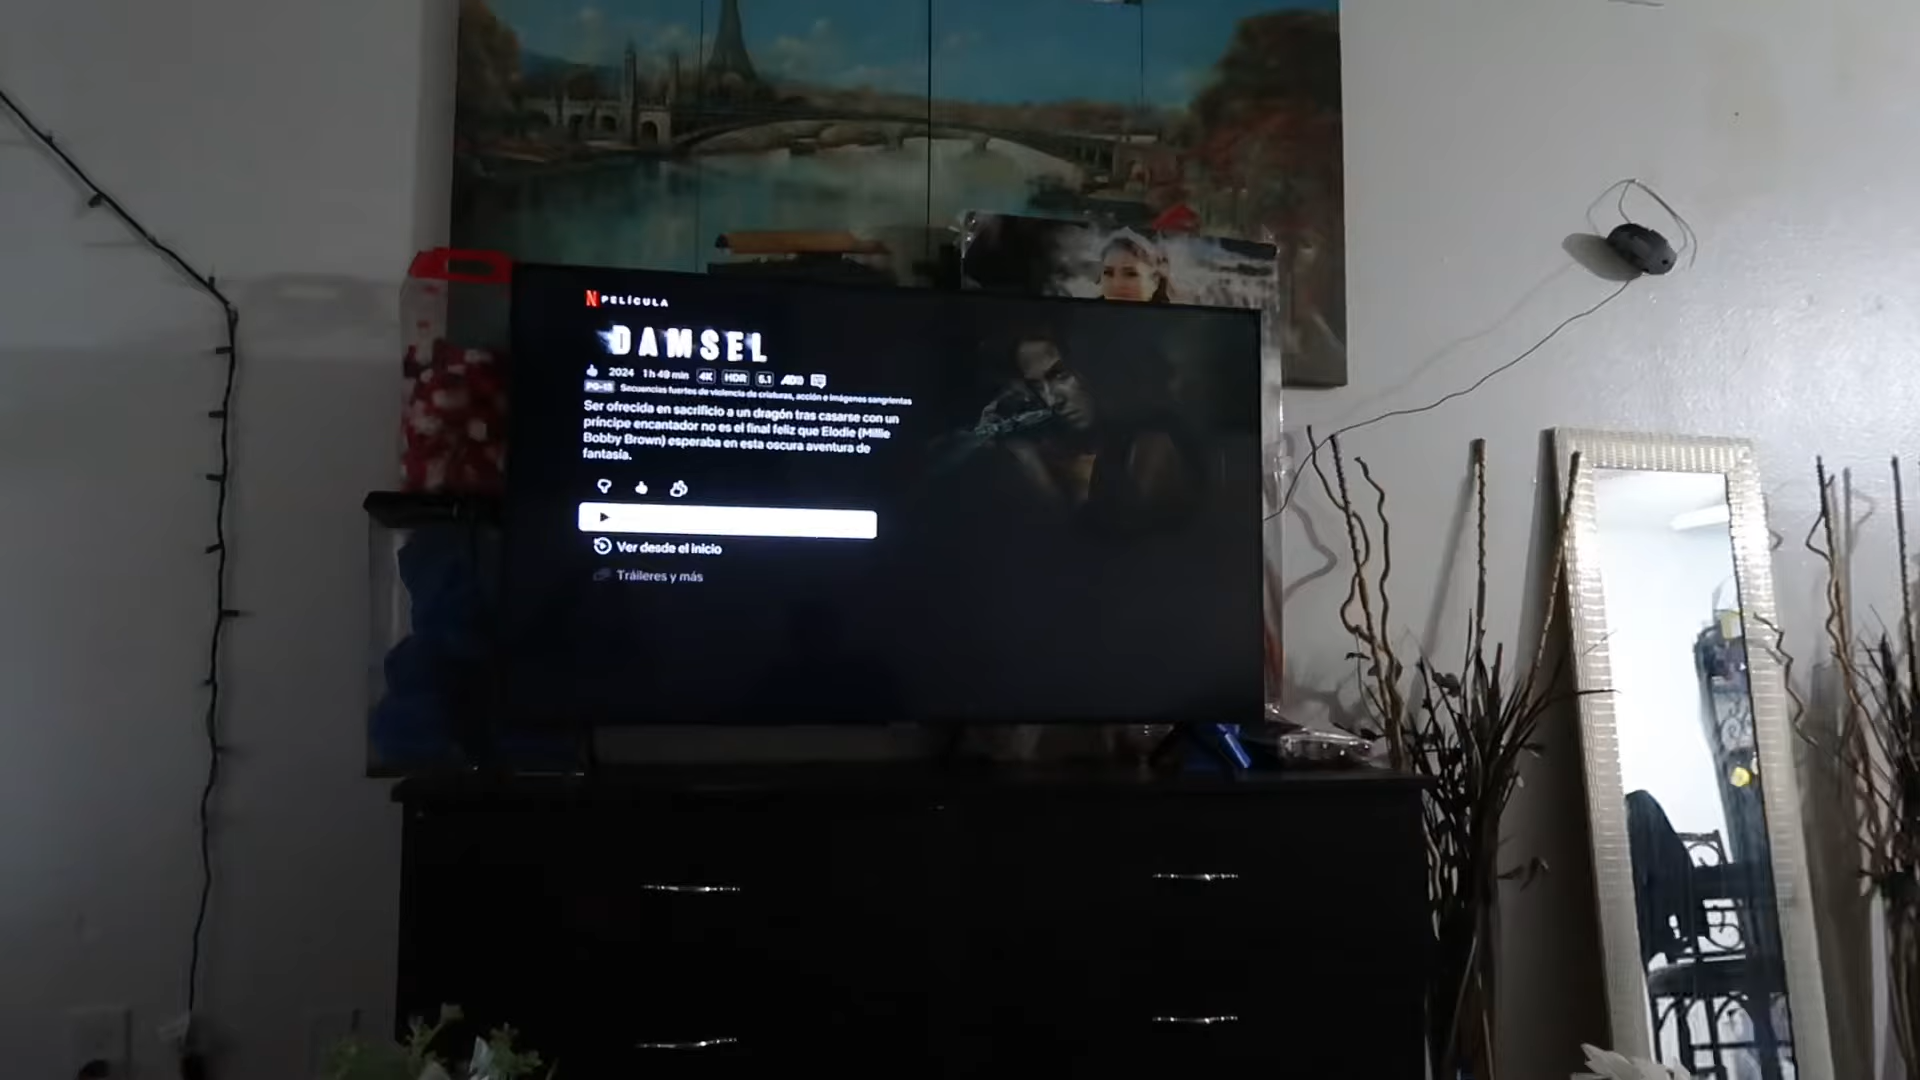 N PELÍCULA
DAMSEL
2024 1 h 49 min 4K HDR 5.1 AD
PG-13 Secuencias fuertes de violencia de criaturas, acción e imágenes sangrientas
Ser ofrecida en sacrificio a un dragón tras casarse con un
príncipe encantador no es el final feliz que Elodie (Millie
Bobby Brown) esperaba en esta oscura aventura de
fantasía.
Ver desde el inicio
Tráileres y más